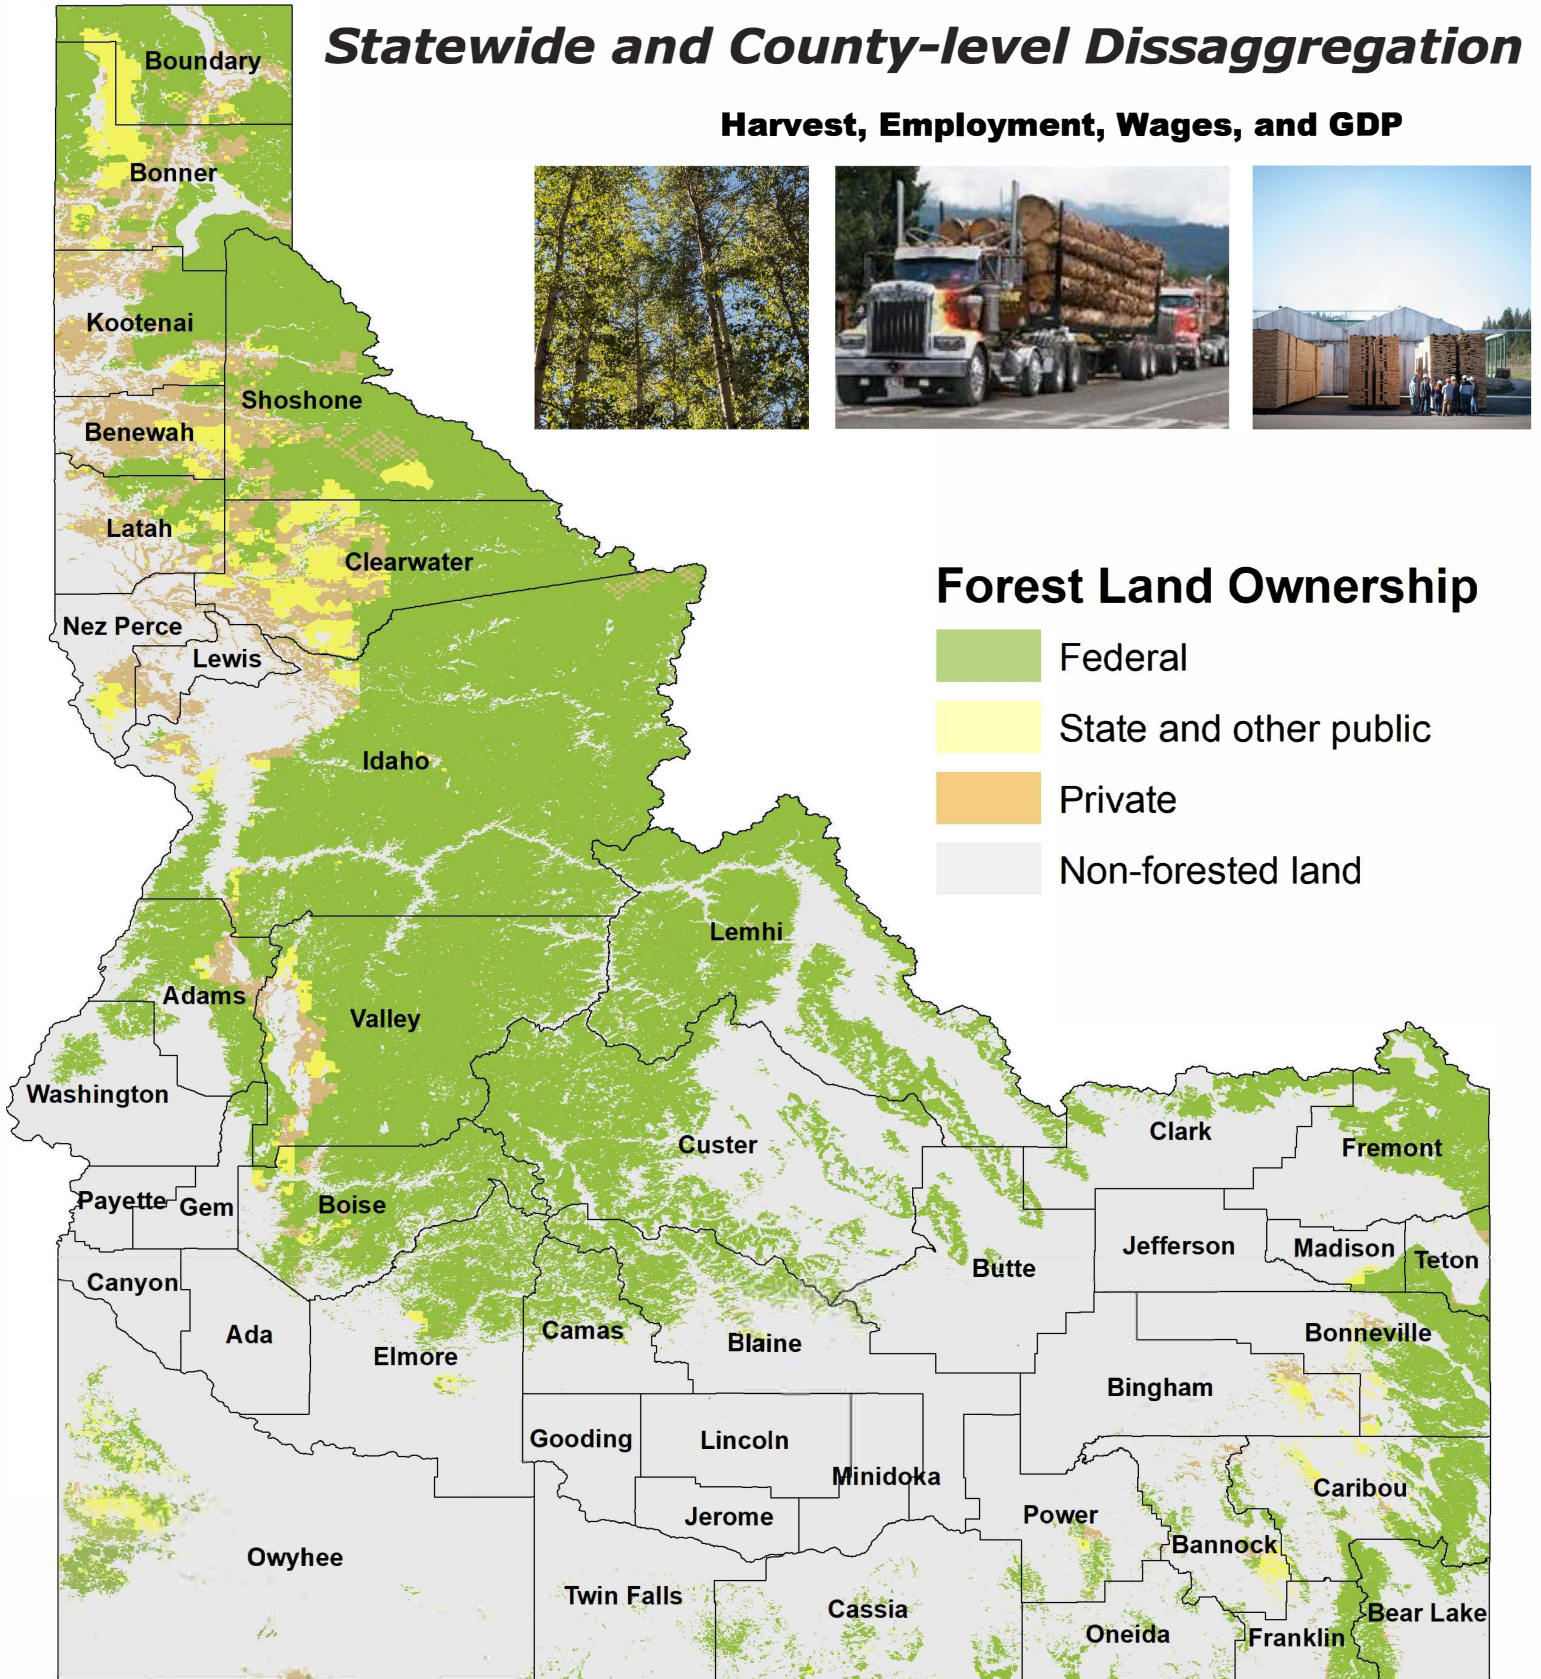 Statewide and County-level Dissaggregation
Harvest, Employment, Wages, and GDP
Boundary
Bonner
Kootenai
Shoshone
Benewah
Latah
Clearwater
Nez Perce
Lewis
Forest Land Ownership
Federal
State and other public
Private
Non-forested land
Idaho
Lemhi
Adams
Valley
Washington
Custer
Clark
Fremont
Payette
Gem
Boise
Jefferson
Madison
Teton
Butte
Canyon
Ada
Elmore
Camas
Blaine
Bonneville
Bingham
Gooding
Lincoln
Minidoka
Caribou
Jerome
Power
Bannock
Owyhee
Twin Falls
Cassia
Bear Lake
Oneida
Franklin